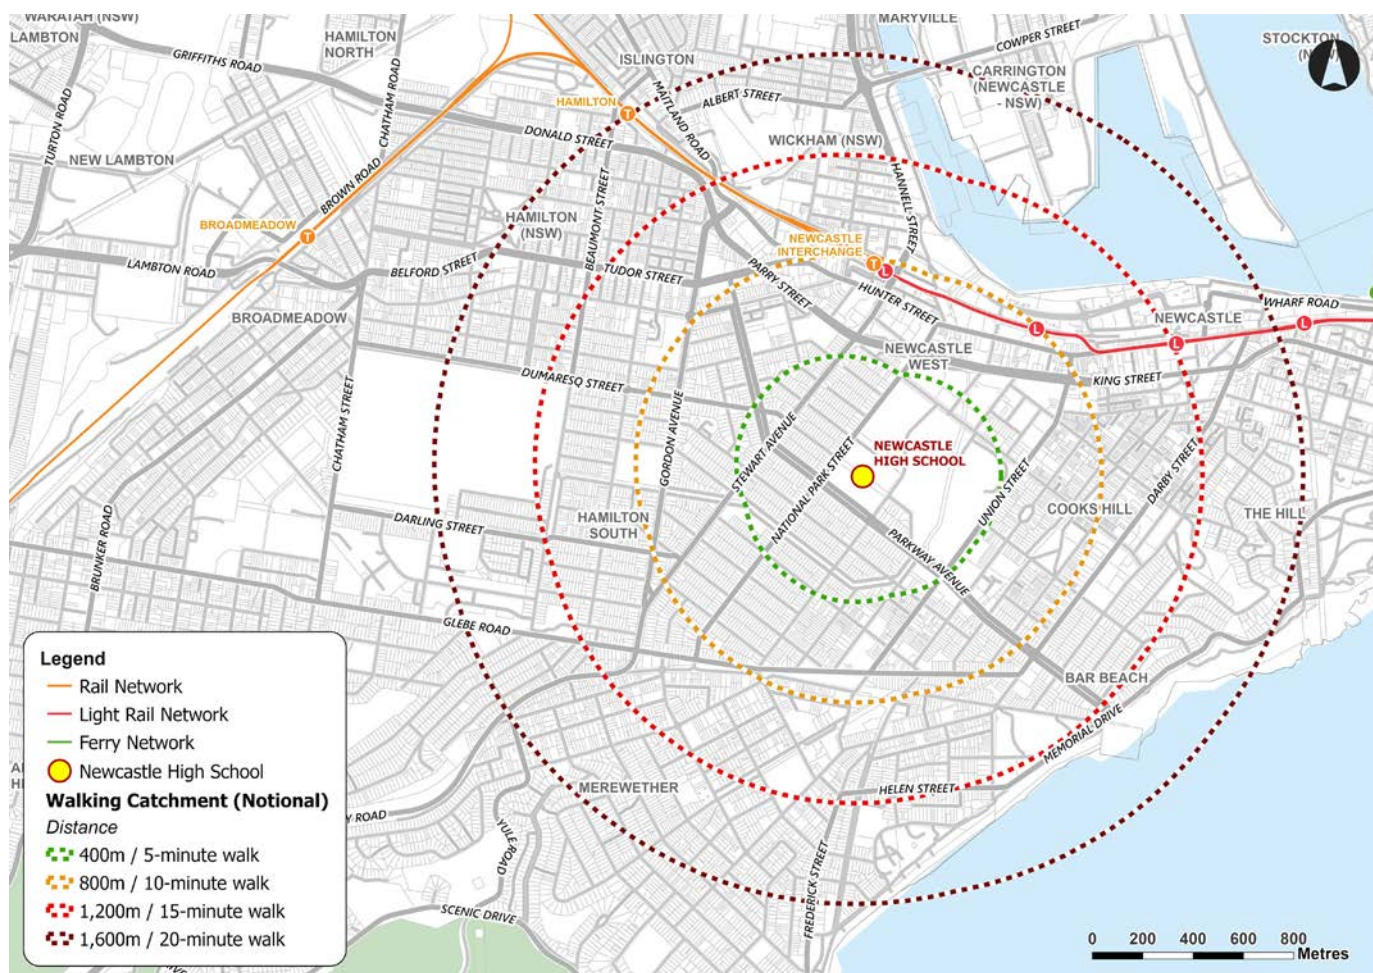 WARATAH (NSW)
LAMBTON
HAMILTON
NORTH
GRIFFITHS ROAD
TURTON ROAD
CHATHAM ROAD
ISLINGTON
MAITLAND ROAD
MARYVILLE
COWPER STREET
STOCKTON
CARRINGTON
(NEWCASTLE
- NSW)
HAMILTON
T
ALBERT STREET
DONALD STREET
WICKHAM (NSW)
HANNELL STREET
NEW LAMBTON
BROWN ROAD
BROADMEADOW
T
HAMILTON
(NSW)
BEAUMONT STREET
NEWCASTLE
INTERCHANGE
T
L
LAMBTON ROAD
BELFORD STREET
TUDOR STREET
PARRY STREET
HUNTER STREET
WHARF ROAD
BROADMEADOW
NEWCASTLE
L
L
L
NEWCASTLE
WEST
KING STREET
DUMARESQ STREET
CHATHAM STREET
GORDON AVENUE
STEWART AVENUE
NATIONAL PARK STREET
NEWCASTLE
HIGH SCHOOL
UNION STREET
DARBY STREET
COOKS HILL
THE HILL
BRUNKER ROAD
DARLING STREET
HAMILTON
SOUTH
PARKWAY AVENUE
GLEBE ROAD
BAR BEACH
MEMORIAL DRIVE
MEREWETHER
HELEN STREET
YULE ROAD
FREDERICK STREET
SCENIC DRIVE
Legend
Rail Network
Light Rail Network
Ferry Network
Newcastle High School
Walking Catchment (Notional)
Distance
400m / 5-minute walk
800m / 10-minute walk
1,200m / 15-minute walk
1,600m / 20-minute walk
0 200 400 600 800
Metres